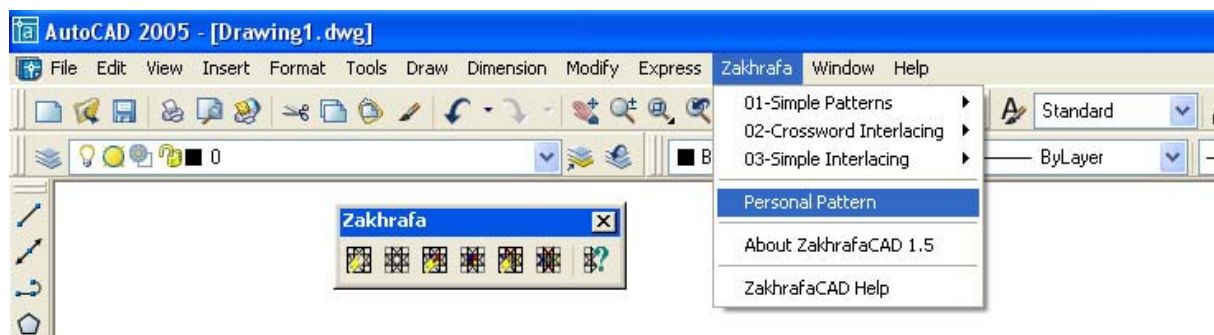 AutoCAD 2005 - [Drawing1.dwg]
File Edit View Insert Format Tools Draw Dimension Modify Express Zakhrafa Window Help
01-Simple Patterns
Standard
02-Crossword Interlacing
0
B
03-Simple Interlacing
ByLayer
Personal Pattern
Zakhrafa
About ZakhrafaCAD 1.5
ZakhrafaCAD Help